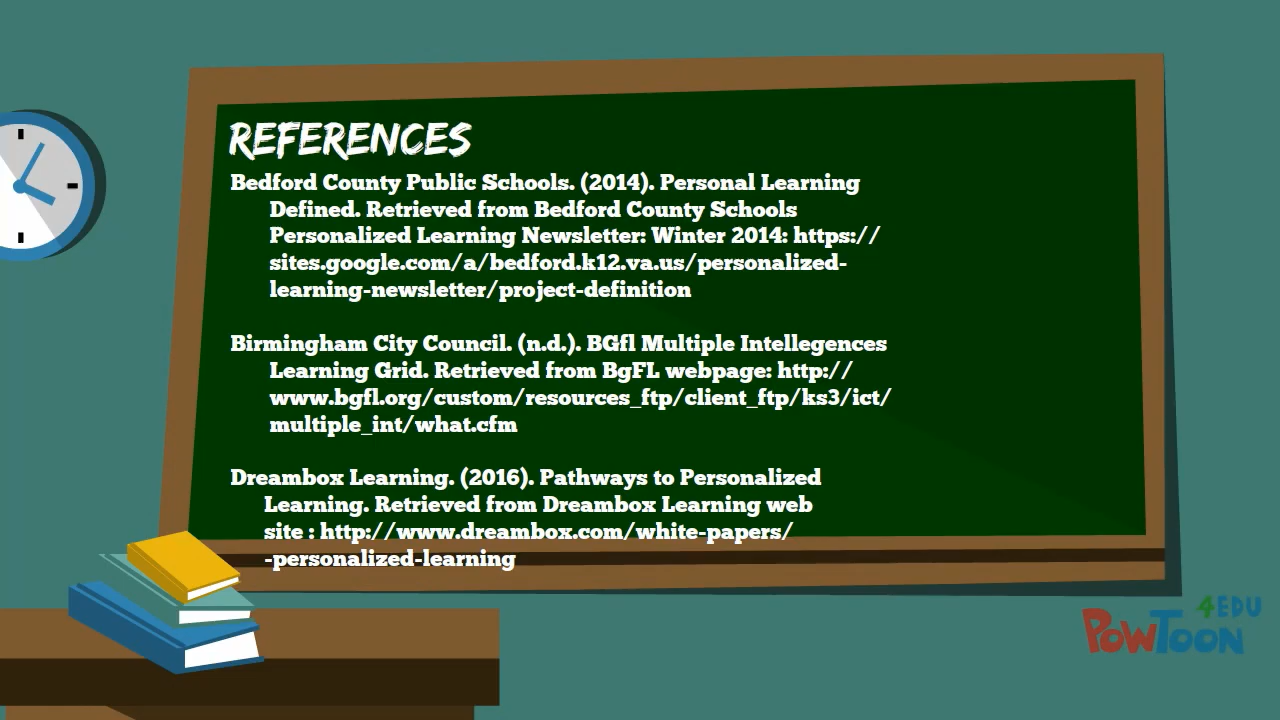 REFERENCES
Bedford County Public Schools. (2014). Personal Learning
Defined. Retrieved from Bedford County Schools
Personalized Learning Newsletter: Winter 2014: https://
sites.google.com/a/bedford.k12.va.us/personalized-
learning-newsletter/project-definition
Birmingham City Council. (n.d.). BGfl Multiple Intellegences
Learning Grid. Retrieved from BgFL webpage: http://
www.bgfl.org/custom/resources_ftp/client_ftp/ks3/ict/
multiple_int/what.cfm
Dreambox Learning. (2016). Pathways to Personalized
Learning. Retrieved from Dreambox Learning web
site : http://www.dreambox.com/white-papers/
-personalized-learning
4EDU
POWTOON